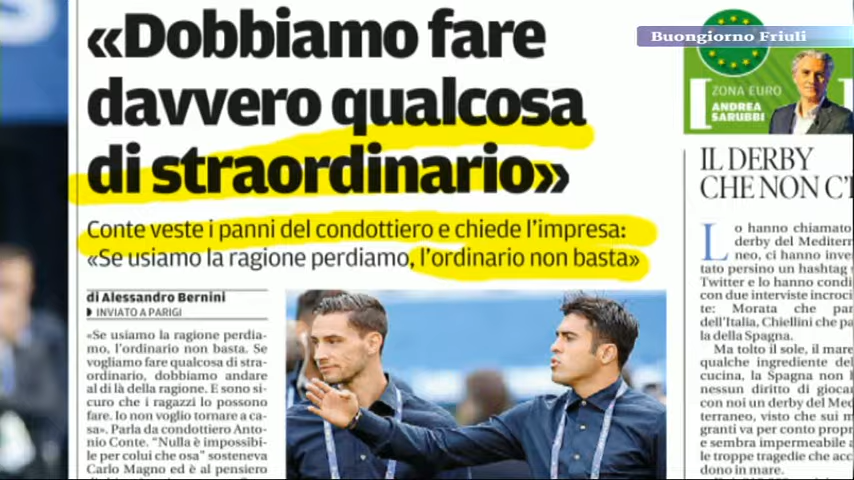 Buongiorno Friuli
«Dobbiamo fare
davvero qualcosa
di straordinario»
Conte veste i panni del condottiero e chiede l'impresa:
«Se usiamo la ragione perdiamo, l'ordinario non basta»
di Alessandro Bernini
INVIATO A PARIGI
«Se usiamo la ragione perdia-
mo, l'ordinario non basta. Se
vogliamo fare qualcosa di stra-
ordinario, dobbiamo andare
al di là della ragione. E sono si-
curo che i ragazzi lo possono
fare. Io non voglio tornare a ca-
sa». Parla da condottiero Anto-
nio Conte. "Nulla è impossibi-
le per colui che osa" sosteneva
Carlo Magno ed è al pensiero
ZONA EURO
ANDREA
SARUBBI
IL DERBY
CHE NON C'
Lo hanno chiamato
derby del Mediter
neo, ci hanno inve
tato persino un hashtag
Twitter e lo hanno condi
con due interviste incroci
te: Morata che par
dell'Italia, Chiellini che pa
la della Spagna.
Ma tolto il sole, il mare
qualche ingrediente del
cucina, la Spagna non
nessun diritto di gioca
con noi un derby del Med
terraneo, visto che sui m
granti va per conto propri
e sembra impermeabile a
le troppe tragedie che acc
dono in mare.